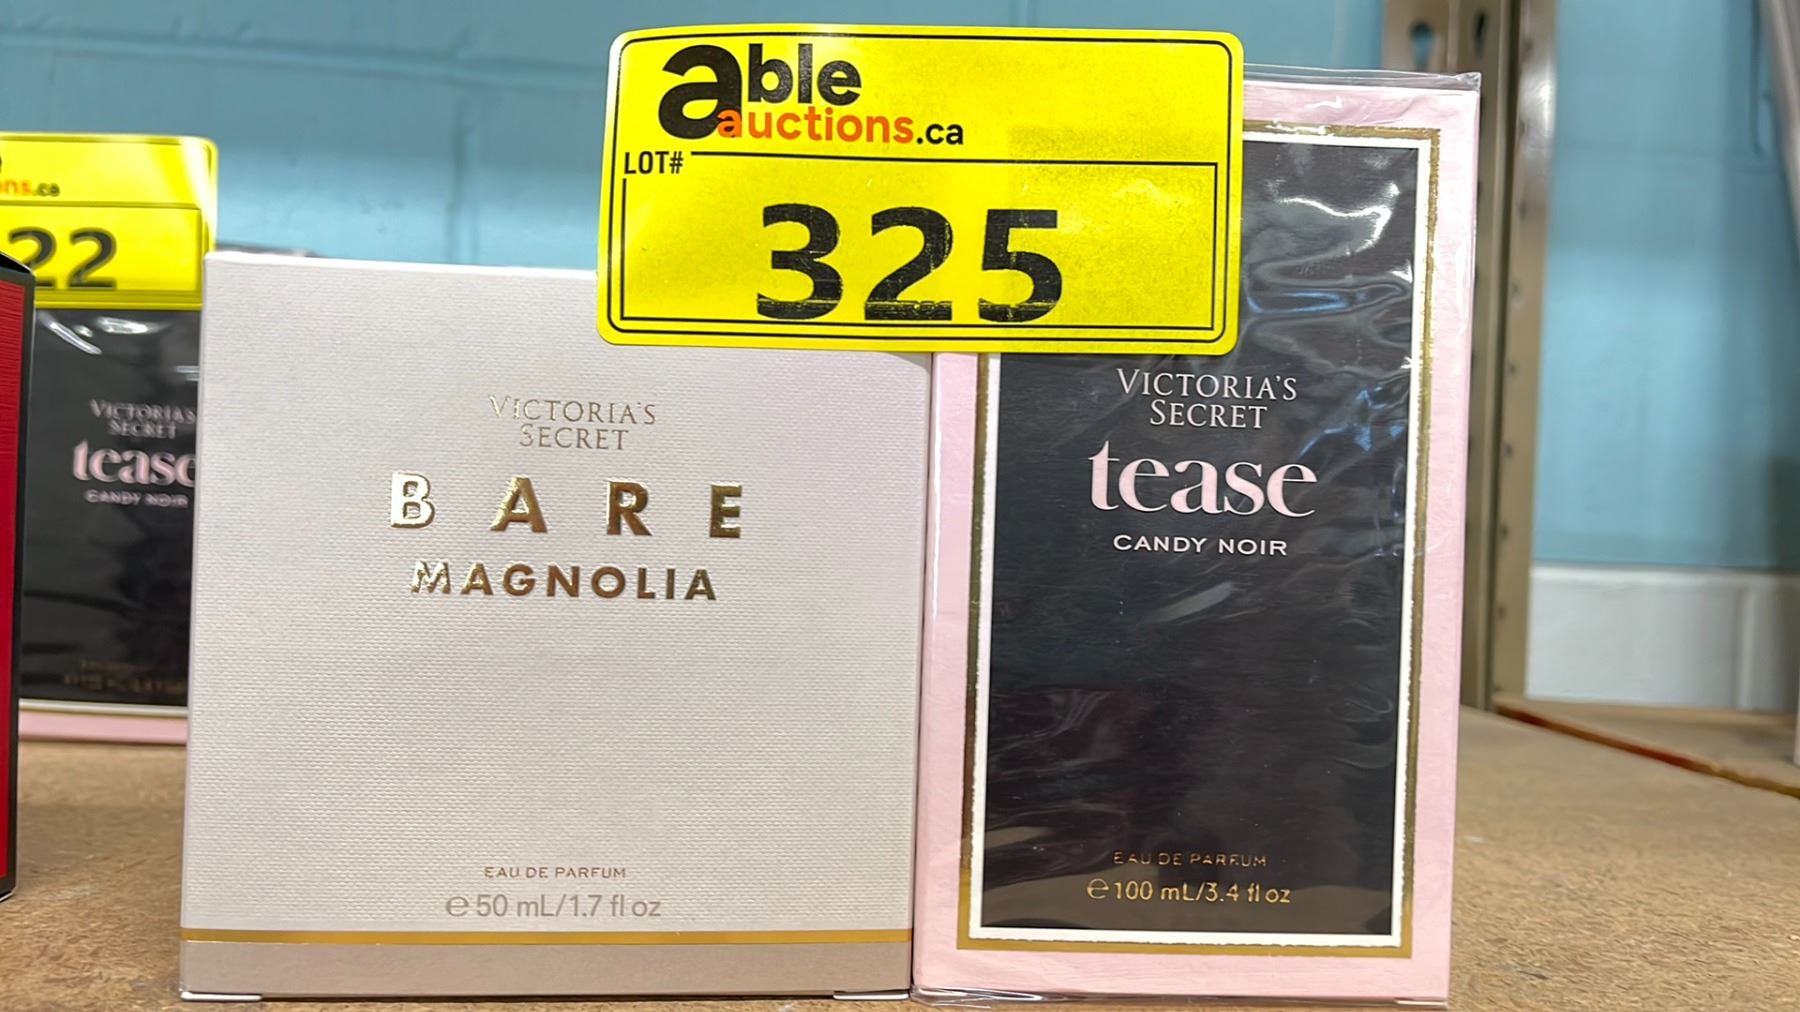 able
auctions.ca
LOT#
325
ns.ca
22
VICTORIA'S
SECRET
tease
CANDY NOIR
VICTORIA'S
SECRET
BARE
MAGNOLIA
EAU DE PARFUM
e 50 mL/1.7 fl oz
VICTORIA'S
SECRET
tease
CANDY NOIR
EAU DE PARFUM
e 100 mL/3.4 fl oz